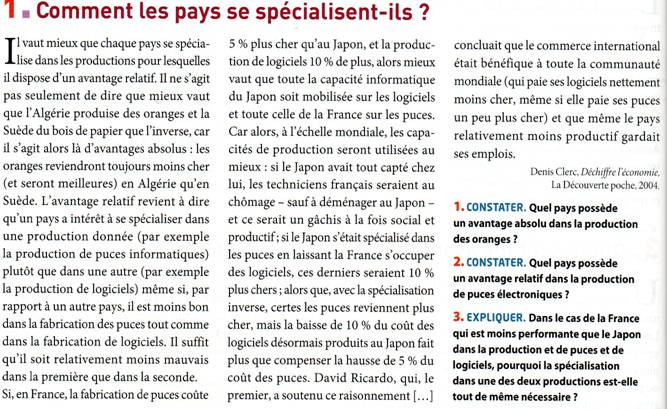 1. Comment les pays se spécialisent-ils ?
Il vaut mieux que chaque pays se spécia-
lise dans les productions pour lesquelles
il dispose d'un avantage relatif. Il ne s'agit
pas seulement de dire que mieux vaut
que l'Algérie produise des oranges et la
Suède du bois de papier que l'inverse, car
il s'agit alors là d'avantages absolus : les
oranges reviendront toujours moins cher
(et seront meilleures) en Algérie qu'en
Suède. L'avantage relatif revient à dire
qu'un pays a intérêt à se spécialiser dans
une production donnée (par exemple
la production de puces informatiques)
plutôt que dans une autre (par exemple
la production de logiciels) même si, par
rapport à un autre pays, il est moins bon
dans la fabrication des puces tout comme
dans la fabrication de logiciels. Il suffit
qu'il soit relativement moins mauvais
dans la première que dans la seconde.
Si, en France, la fabrication de puces coûte
5 % plus cher qu'au Japon, et la produc-
tion de logiciels 10 % de plus, alors mieux
vaut que toute la capacité informatique
du Japon soit mobilisée sur les logiciels
et toute celle de la France sur les puces.
Car alors, à l'échelle mondiale, les capa-
cités de production seront utilisées au
mieux : si le Japon avait tout capté chez
lui, les techniciens français seraient au
chômage – sauf à déménager au Japon –
et ce serait un gâchis à la fois social et
productif ; si le Japon s'était spécialisé dans
les puces en laissant la France s'occuper
des logiciels, ces derniers seraient 10 %
plus chers ; alors que, avec la spécialisation
inverse, certes les puces reviennent plus
cher, mais la baisse de 10 % du coût des
logiciels désormais produits au Japon fait
plus que compenser la hausse de 5 % du
coût des puces. David Ricardo, qui, le
premier, a soutenu ce raisonnement [...]
concluait que le commerce international
était bénéfique à toute la communauté
mondiale (qui paie ses logiciels nettement
moins cher, même si elle paie ses puces
un peu plus cher) et que même le pays
relativement moins productif gardait
ses emplois.
Denis Clerc, Déchiffre l'économie,
La Découverte poche, 2004.
1. CONSTATER. Quel pays possède
un avantage absolu dans la production
des oranges ?
2. CONSTATER. Quel pays possède
un avantage relatif dans la production
de puces électroniques ?
3. EXPLIQUER. Dans le cas de la France
qui est moins performante que le Japon
dans la production et de puces et de
logiciels, pourquoi la spécialisation
dans une des deux productions est-elle
tout de même nécessaire ?